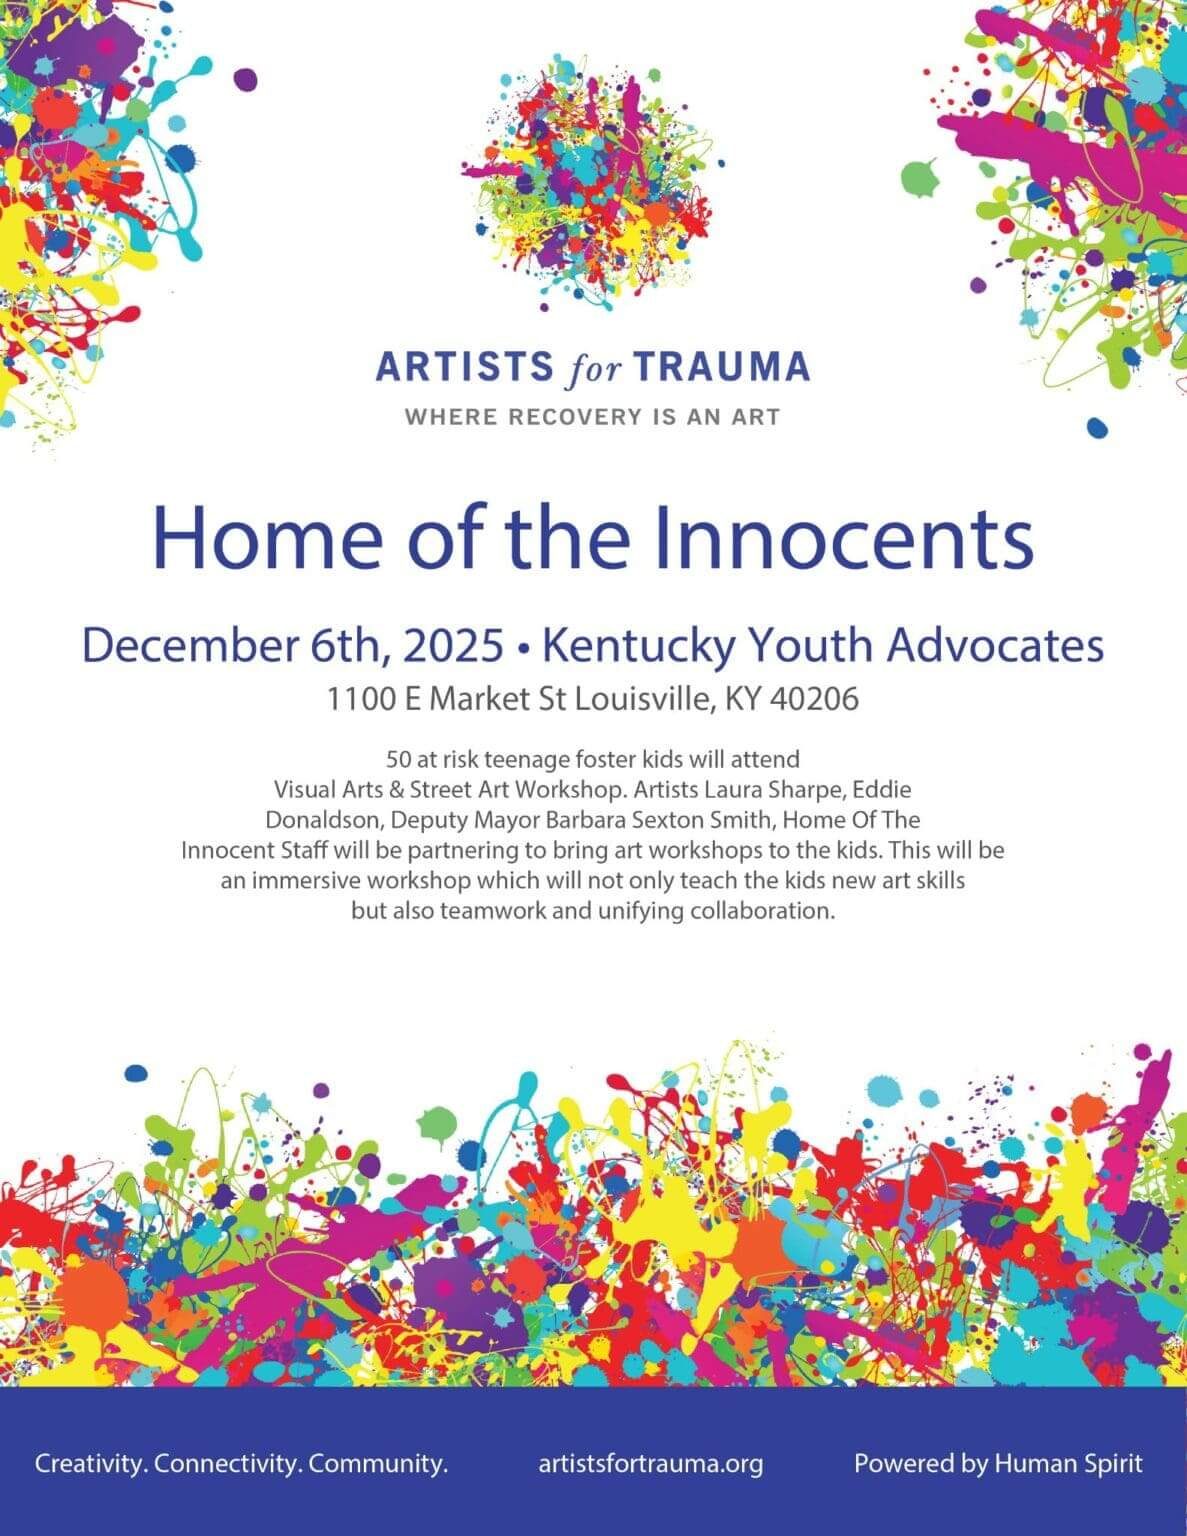 ARTISTS for TRAUMA
WHERE RECOVERY IS AN ART
Home of the Innocents
December 6th, 2025 • Kentucky Youth Advocates
1100 E Market St Louisville, KY 40206
50 at risk teenage foster kids will attend
Visual Arts & Street Art Workshop. Artists Laura Sharpe, Eddie
Donaldson, Deputy Mayor Barbara Sexton Smith, Home Of The
Innocent Staff will be partnering to bring art workshops to the kids. This will be
an immersive workshop which will not only teach the kids new art skills
but also teamwork and unifying collaboration.
Creativity. Connectivity. Community.
artistsfortrauma.org
Powered by Human Spirit